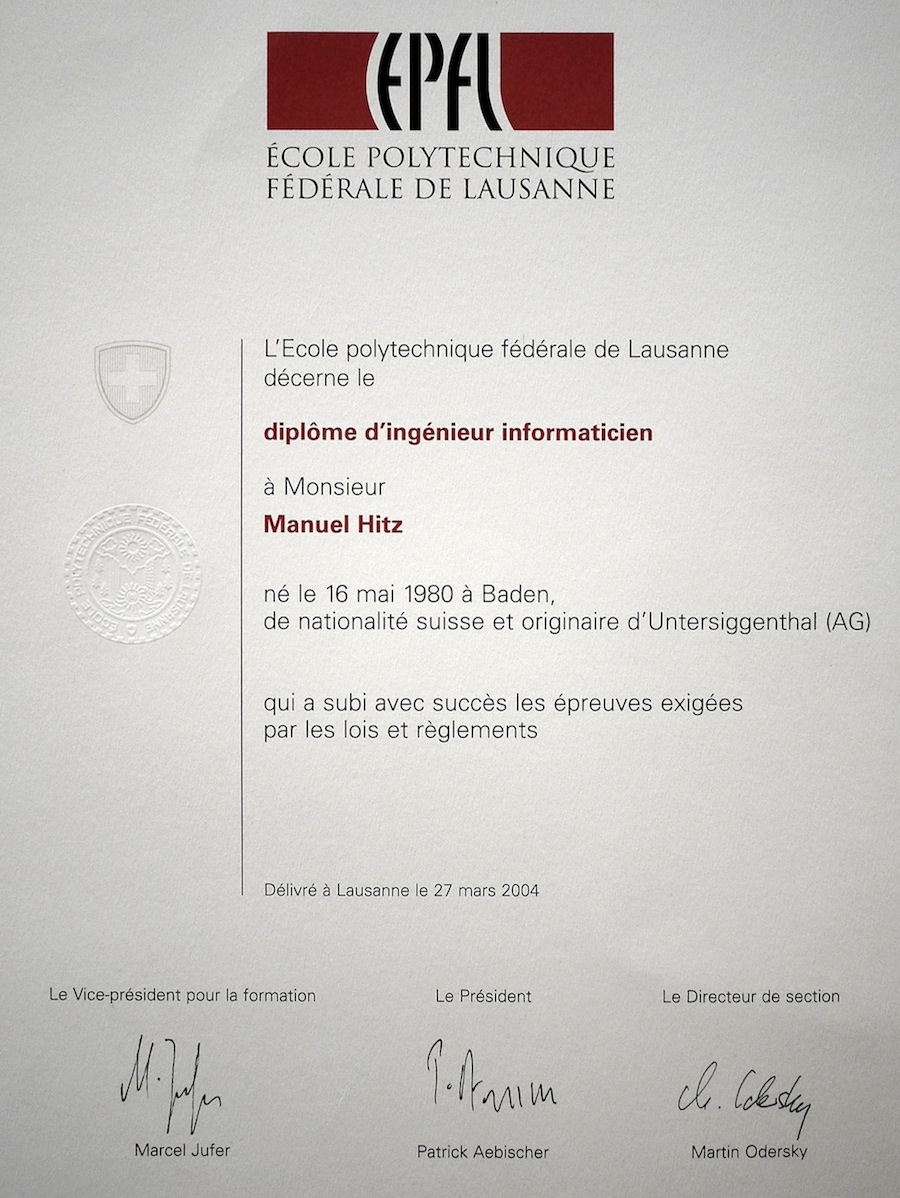 EPFL
ÉCOLE POLYTECHNIQUE
FÉDÉRALE DE LAUSANNE
L'Ecole polytechnique fédérale de Lausanne
décerne le
diplôme d'ingénieur informaticien
à Monsieur
Manuel Hitz
ECOLE POLYTECHNIQUE FEDERALE DE LAUSANNE
né le 16 mai 1980 à Baden,
de nationalité suisse et originaire d'Untersiggenthal (AG)
qui a subi avec succès les épreuves exigées
par les lois et règlements
Délivré à Lausanne le 27 mars 2004
Le Vice-président pour la formation
Le Président
Le Directeur de section
M. Jufer
Marcel Jufer
Patrick Aebischer
Martin Odersky